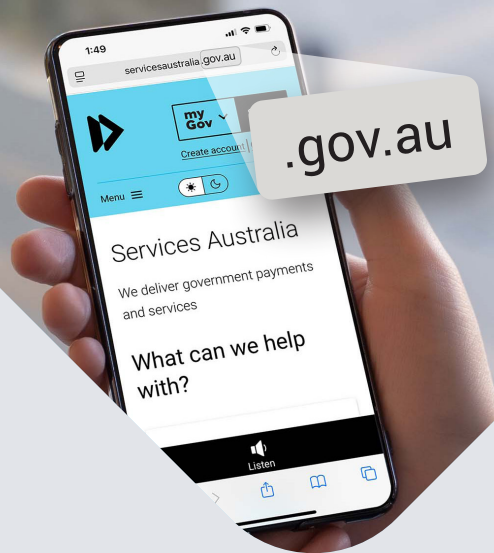 1:49
servicesaustralia.gov.au
.gov.au
my
Gov
Create account
Menu
Services Australia
We deliver government payments
and services
What can we help
with?
Listen